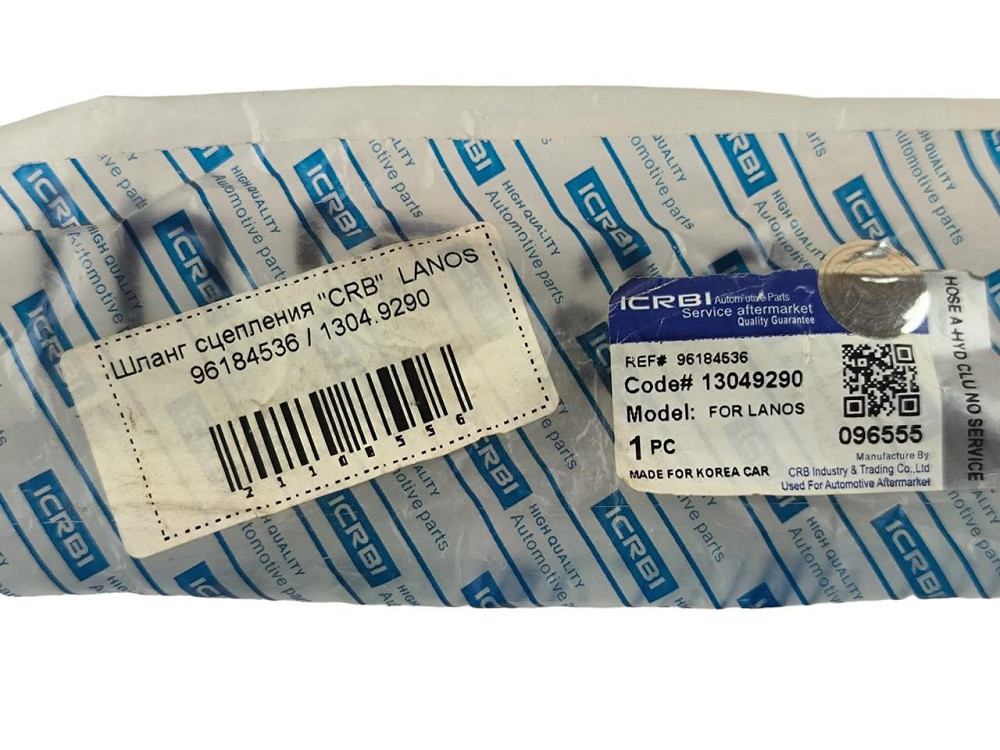 Шланг сцепления "CRB" LANOS
96184536 / 1304.9290
21108556
ICRBI Automotive Parts
Service aftermarket
Quality Guarantee
REF# 96184536
Code# 13049290
Model: FOR LANOS
1 PC
MADE FOR KOREA CAR
096555
Manufacture By
CRB Industry & Trading Co.,Ltd
Used For Automotive Aftermarket
HOSE A-HYD CLU NO SERVICE
ICRBI
HIGH QUALITY
Automotive parts